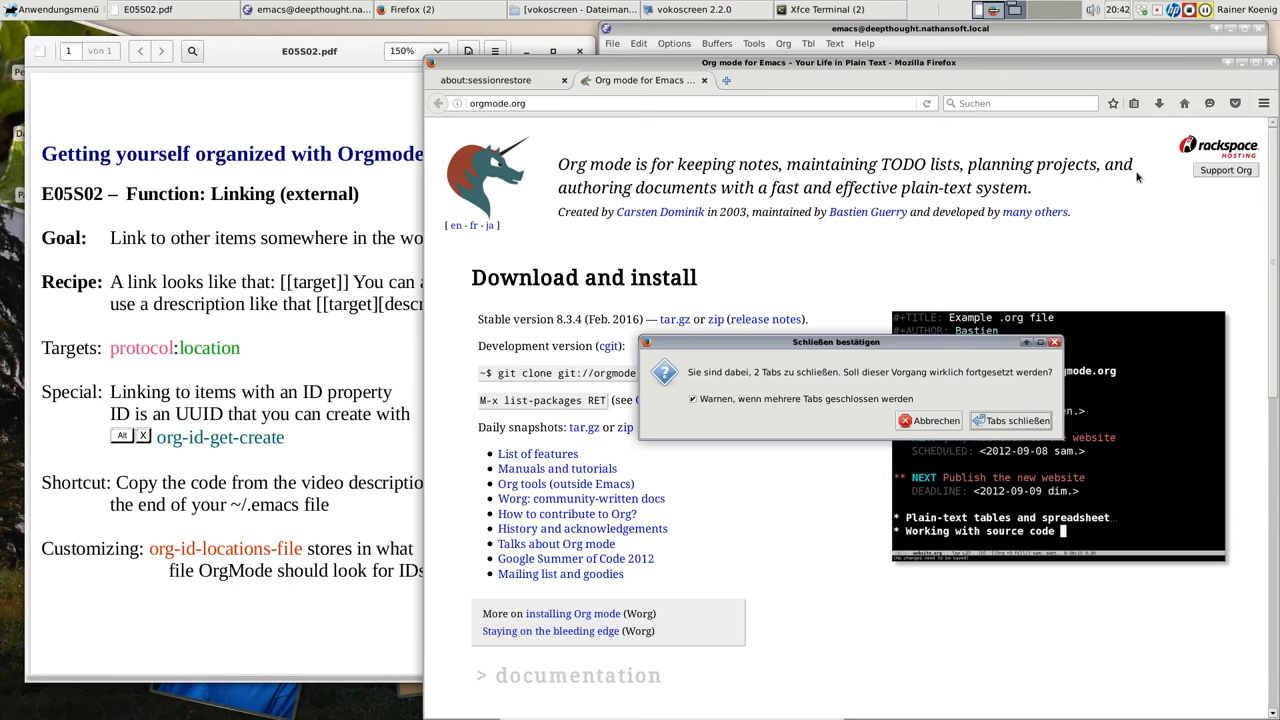 Anwendungsmenü
E05S02.pdf
emacs@deepthought.na...
Firefox (2)
[vokoscreen - Dateiman...
vokoscreen 2.2.0
Xfce Terminal (2)
20:42
Rainer Koenig
1 von 1
E05S02.pdf
150%
Getting yourself organized with Orgmode
E05S02 – Function: Linking (external)
Goal: Link to other items somewhere in the wo
Recipe: A link looks like that: [[target]] You can a
use a drescription like that [[target][descr
Targets: protocol:location
Special: Linking to items with an ID property
ID is an UUID that you can create with
Alt X org-id-get-create
Shortcut: Copy the code from the video descriptio
the end of your ~/.emacs file
Customizing: org-id-locations-file stores in what
file OrgMode should look for IDs
emacs@deepthought.nathansoft.lbl
File Edit Options Buffers Tools Org Tbl Text Help
Org mode for Emacs – Your Life in Plain Text - Mozilla Firefox
about:sessionrestore
Org mode for Emacs ...
orgmode.org
Suchen
Org mode is for keeping notes, maintaining TODO lists, planning projects, and
authoring documents with a fast and effective plain-text system.
Created by Carsten Dominik in 2003, maintained by Bastien Guerry and developed by many others.
[ en - fr - ja ]
rackspace
HOSTING
Support Org
Download and install
Stable version 8.3.4 (Feb. 2016) — tar.gz or zip (release notes).
Development version (cgit):
~$ git clone git://orgmode
M-x list-packages RET (see
Daily snapshots: tar.gz or zip
List of features
Manuals and tutorials
Org tools (outside Emacs)
Worg: community-written docs
How to contribute to Org?
History and acknowledgements
Talks about Org mode
Google Summer of Code 2012
Mailing list and goodies
More on installing Org mode (Worg)
Staying on the bleeding edge (Worg)
> documentation
Schließen bestätigen
Sie sind dabei, 2 Tabs zu schließen. Soll dieser Vorgang wirklich fortgesetzt werden?
Warnen, wenn mehrere Tabs geschlossen werden
Abbrechen
Tabs schließen
#+TITLE: Example .org file
#+AUTHOR: Bastien
mode.org
n.>
website
SCHEDULED: <2012-09-08 sam.>
** NEXT Publish the new website
DEADLINE: <2012-09-09 dim.>
* Plain-text tables and spreadsheet...
* Working with source code